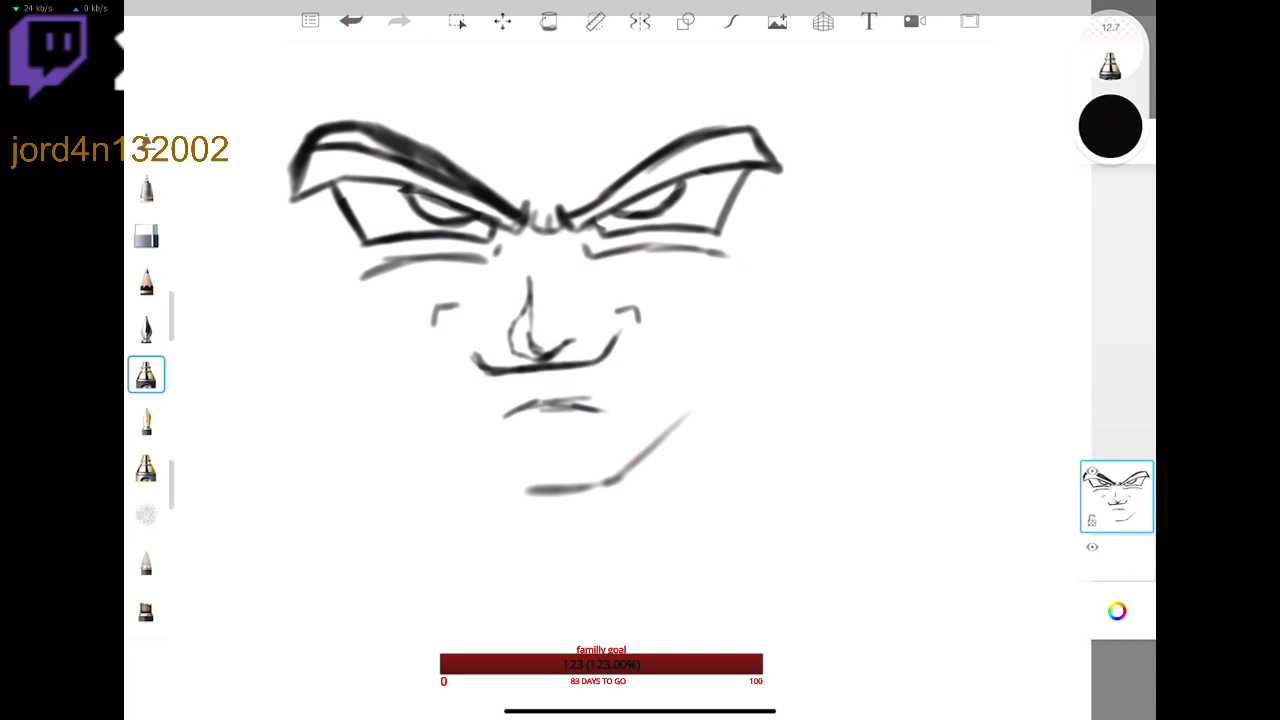 24 kb/s 0 kb/s
12.7
jord4n132002
T
familly goal
123 (123.00%)
0 83 DAYS TO GO 100